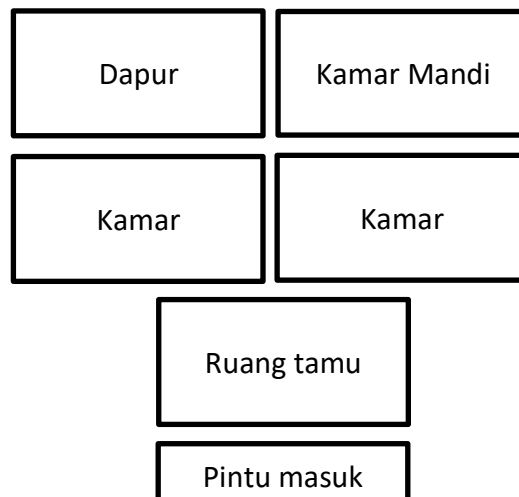 Dapur
Kamar Mandi
Kamar
Kamar
Ruang tamu
Pintu masuk